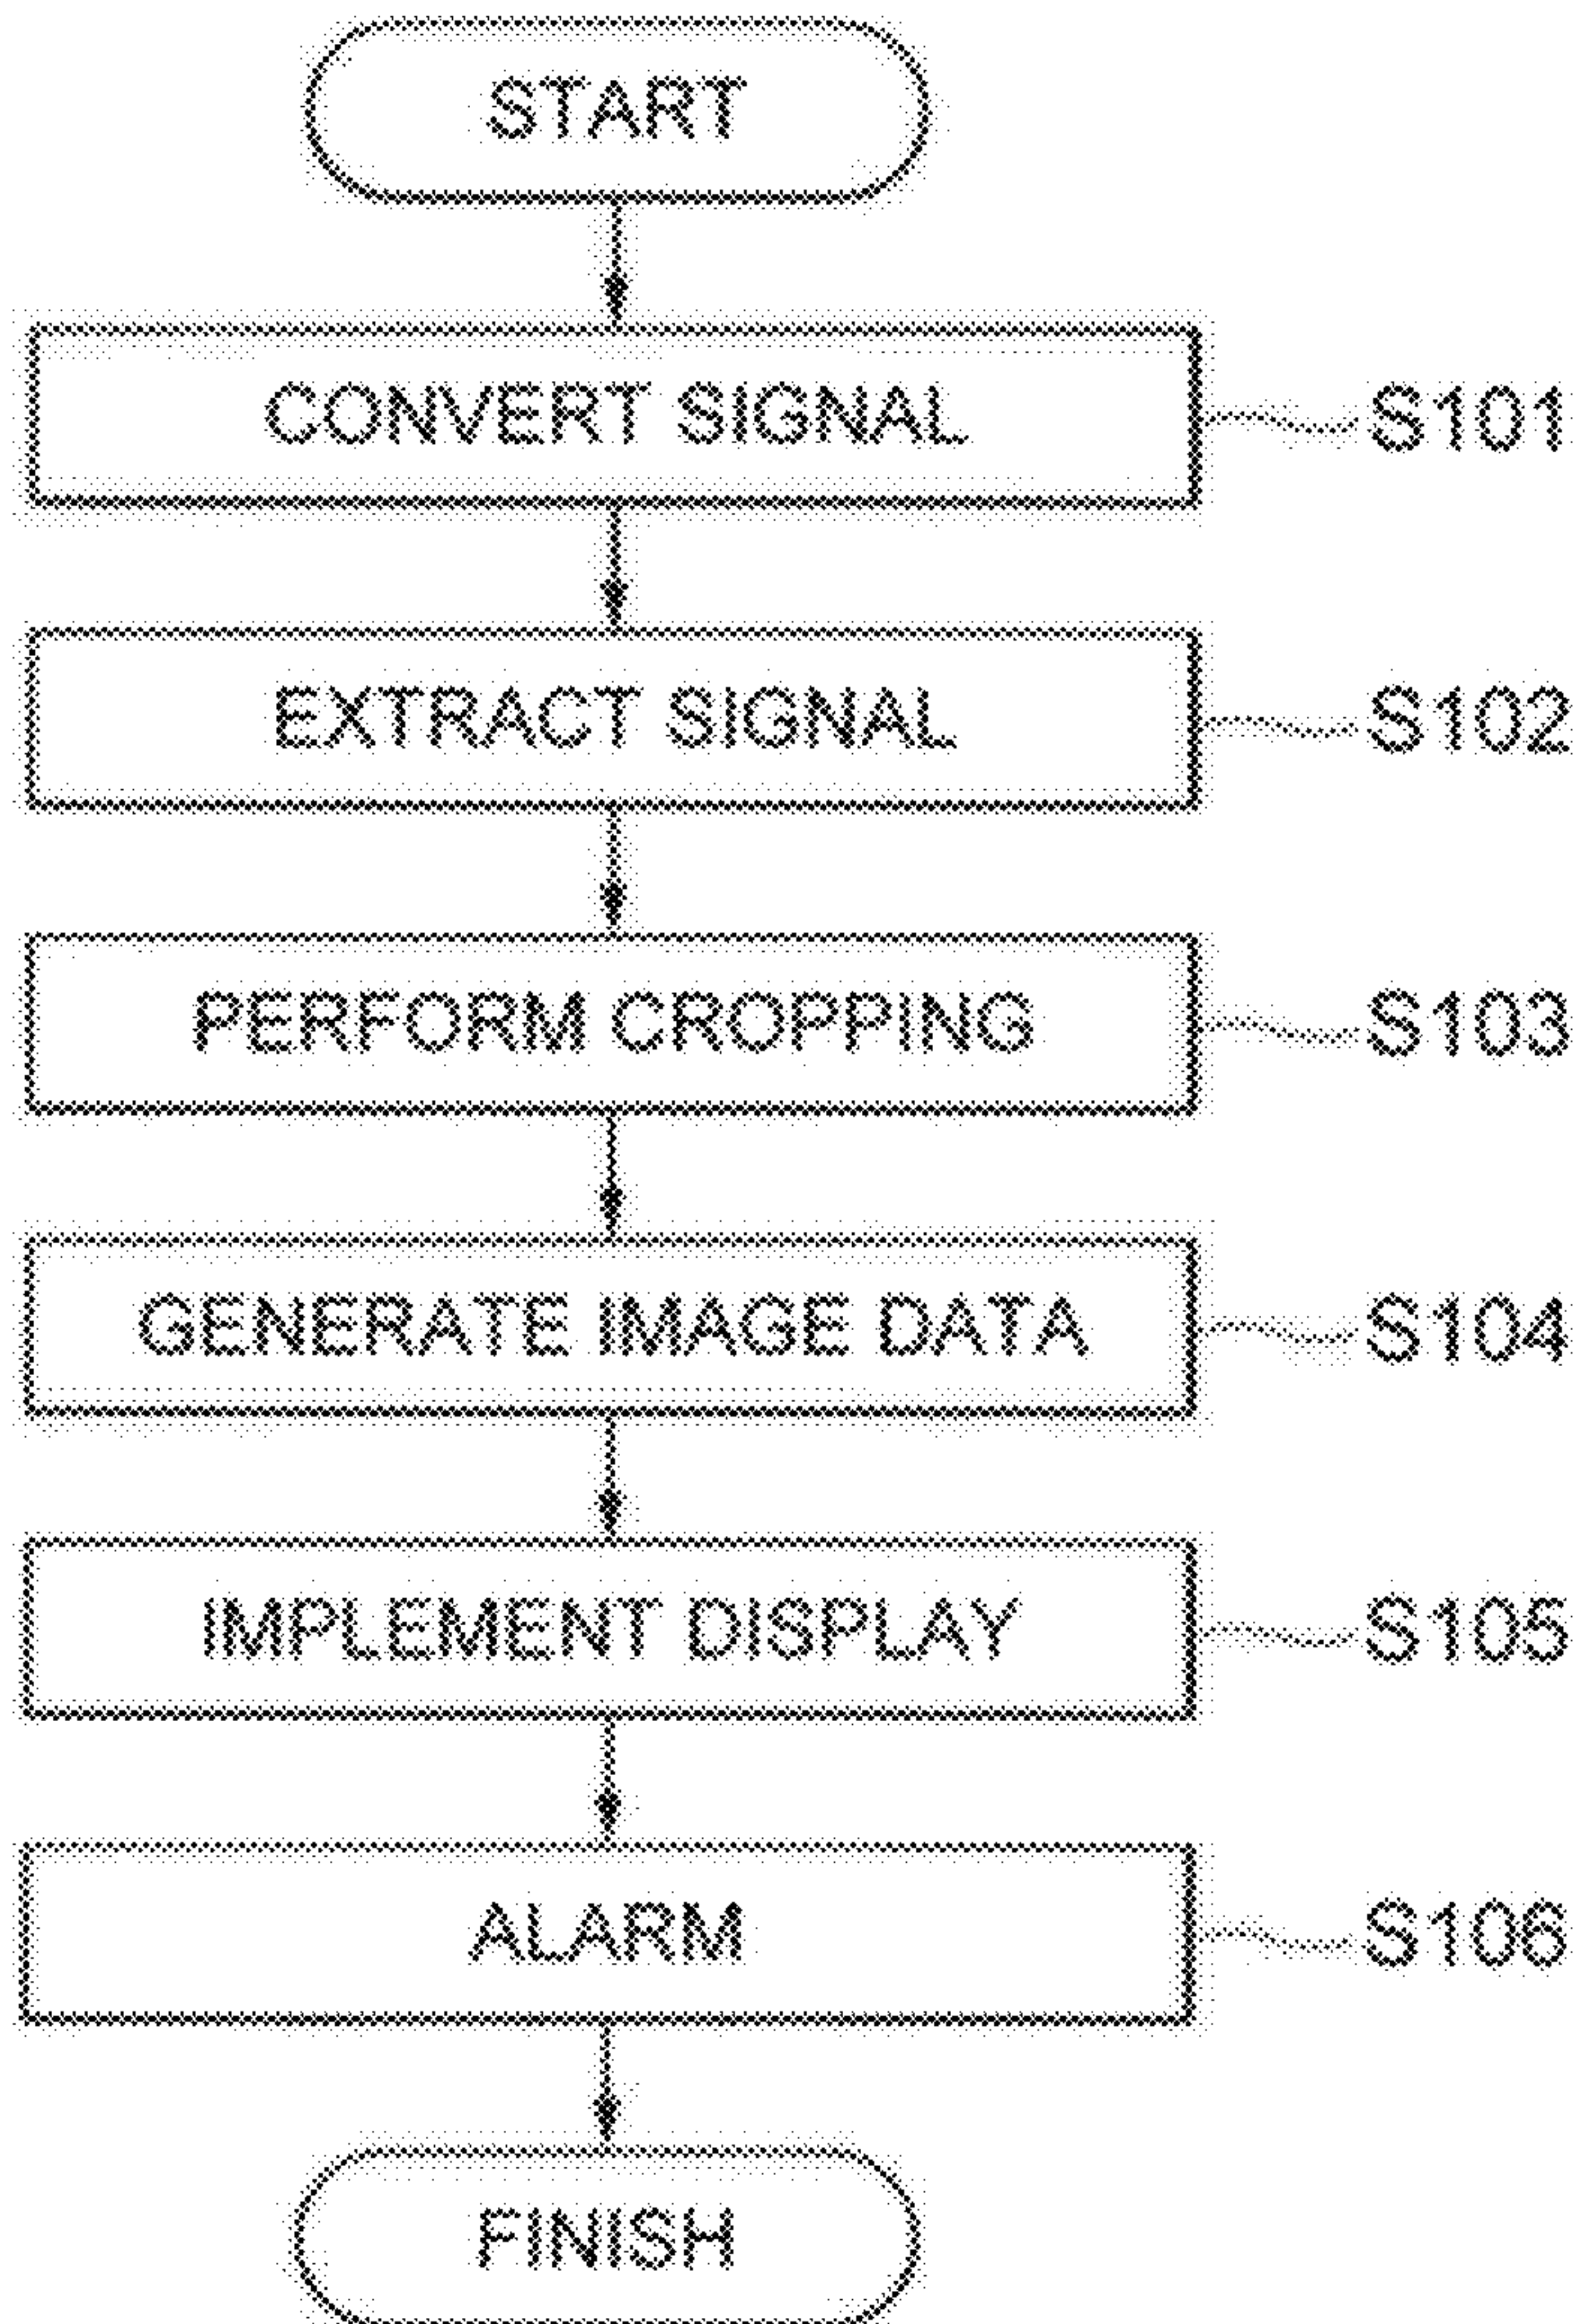 START
CONVERT SIGNAL S101
EXTRACT SIGNAL S102
PERFORM CROPPING S103
GENERATE IMAGE DATA S104
IMPLEMENT DISPLAY S105
ALARM S106
FINISH